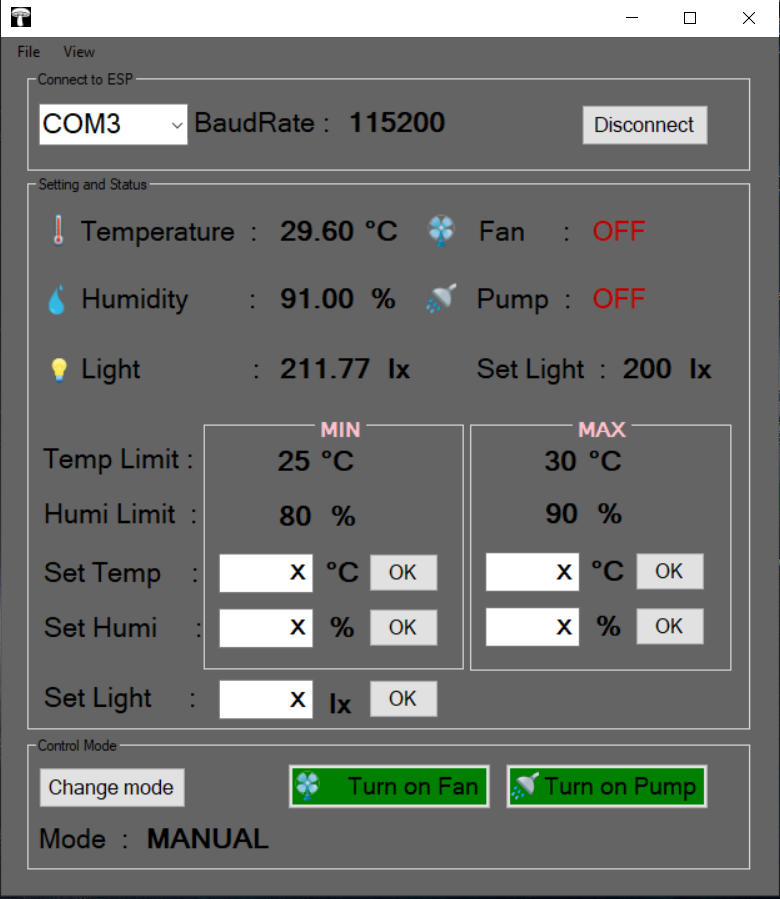 File View
Connect to ESP
COM3 BaudRate : 115200 Disconnect
Setting and Status
Temperature : 29.60 °C Fan : OFF
Humidity : 91.00 % Pump : OFF
Light : 211.77 lx Set Light : 200 lx
MIN MAX
Temp Limit : 25 °C 30 °C
Humi Limit : 80 % 90 %
Set Temp : X °C OK X °C OK
Set Humi : X % OK X % OK
Set Light : X lx OK
Control Mode
Change mode Turn on Fan Turn on Pump
Mode : MANUAL